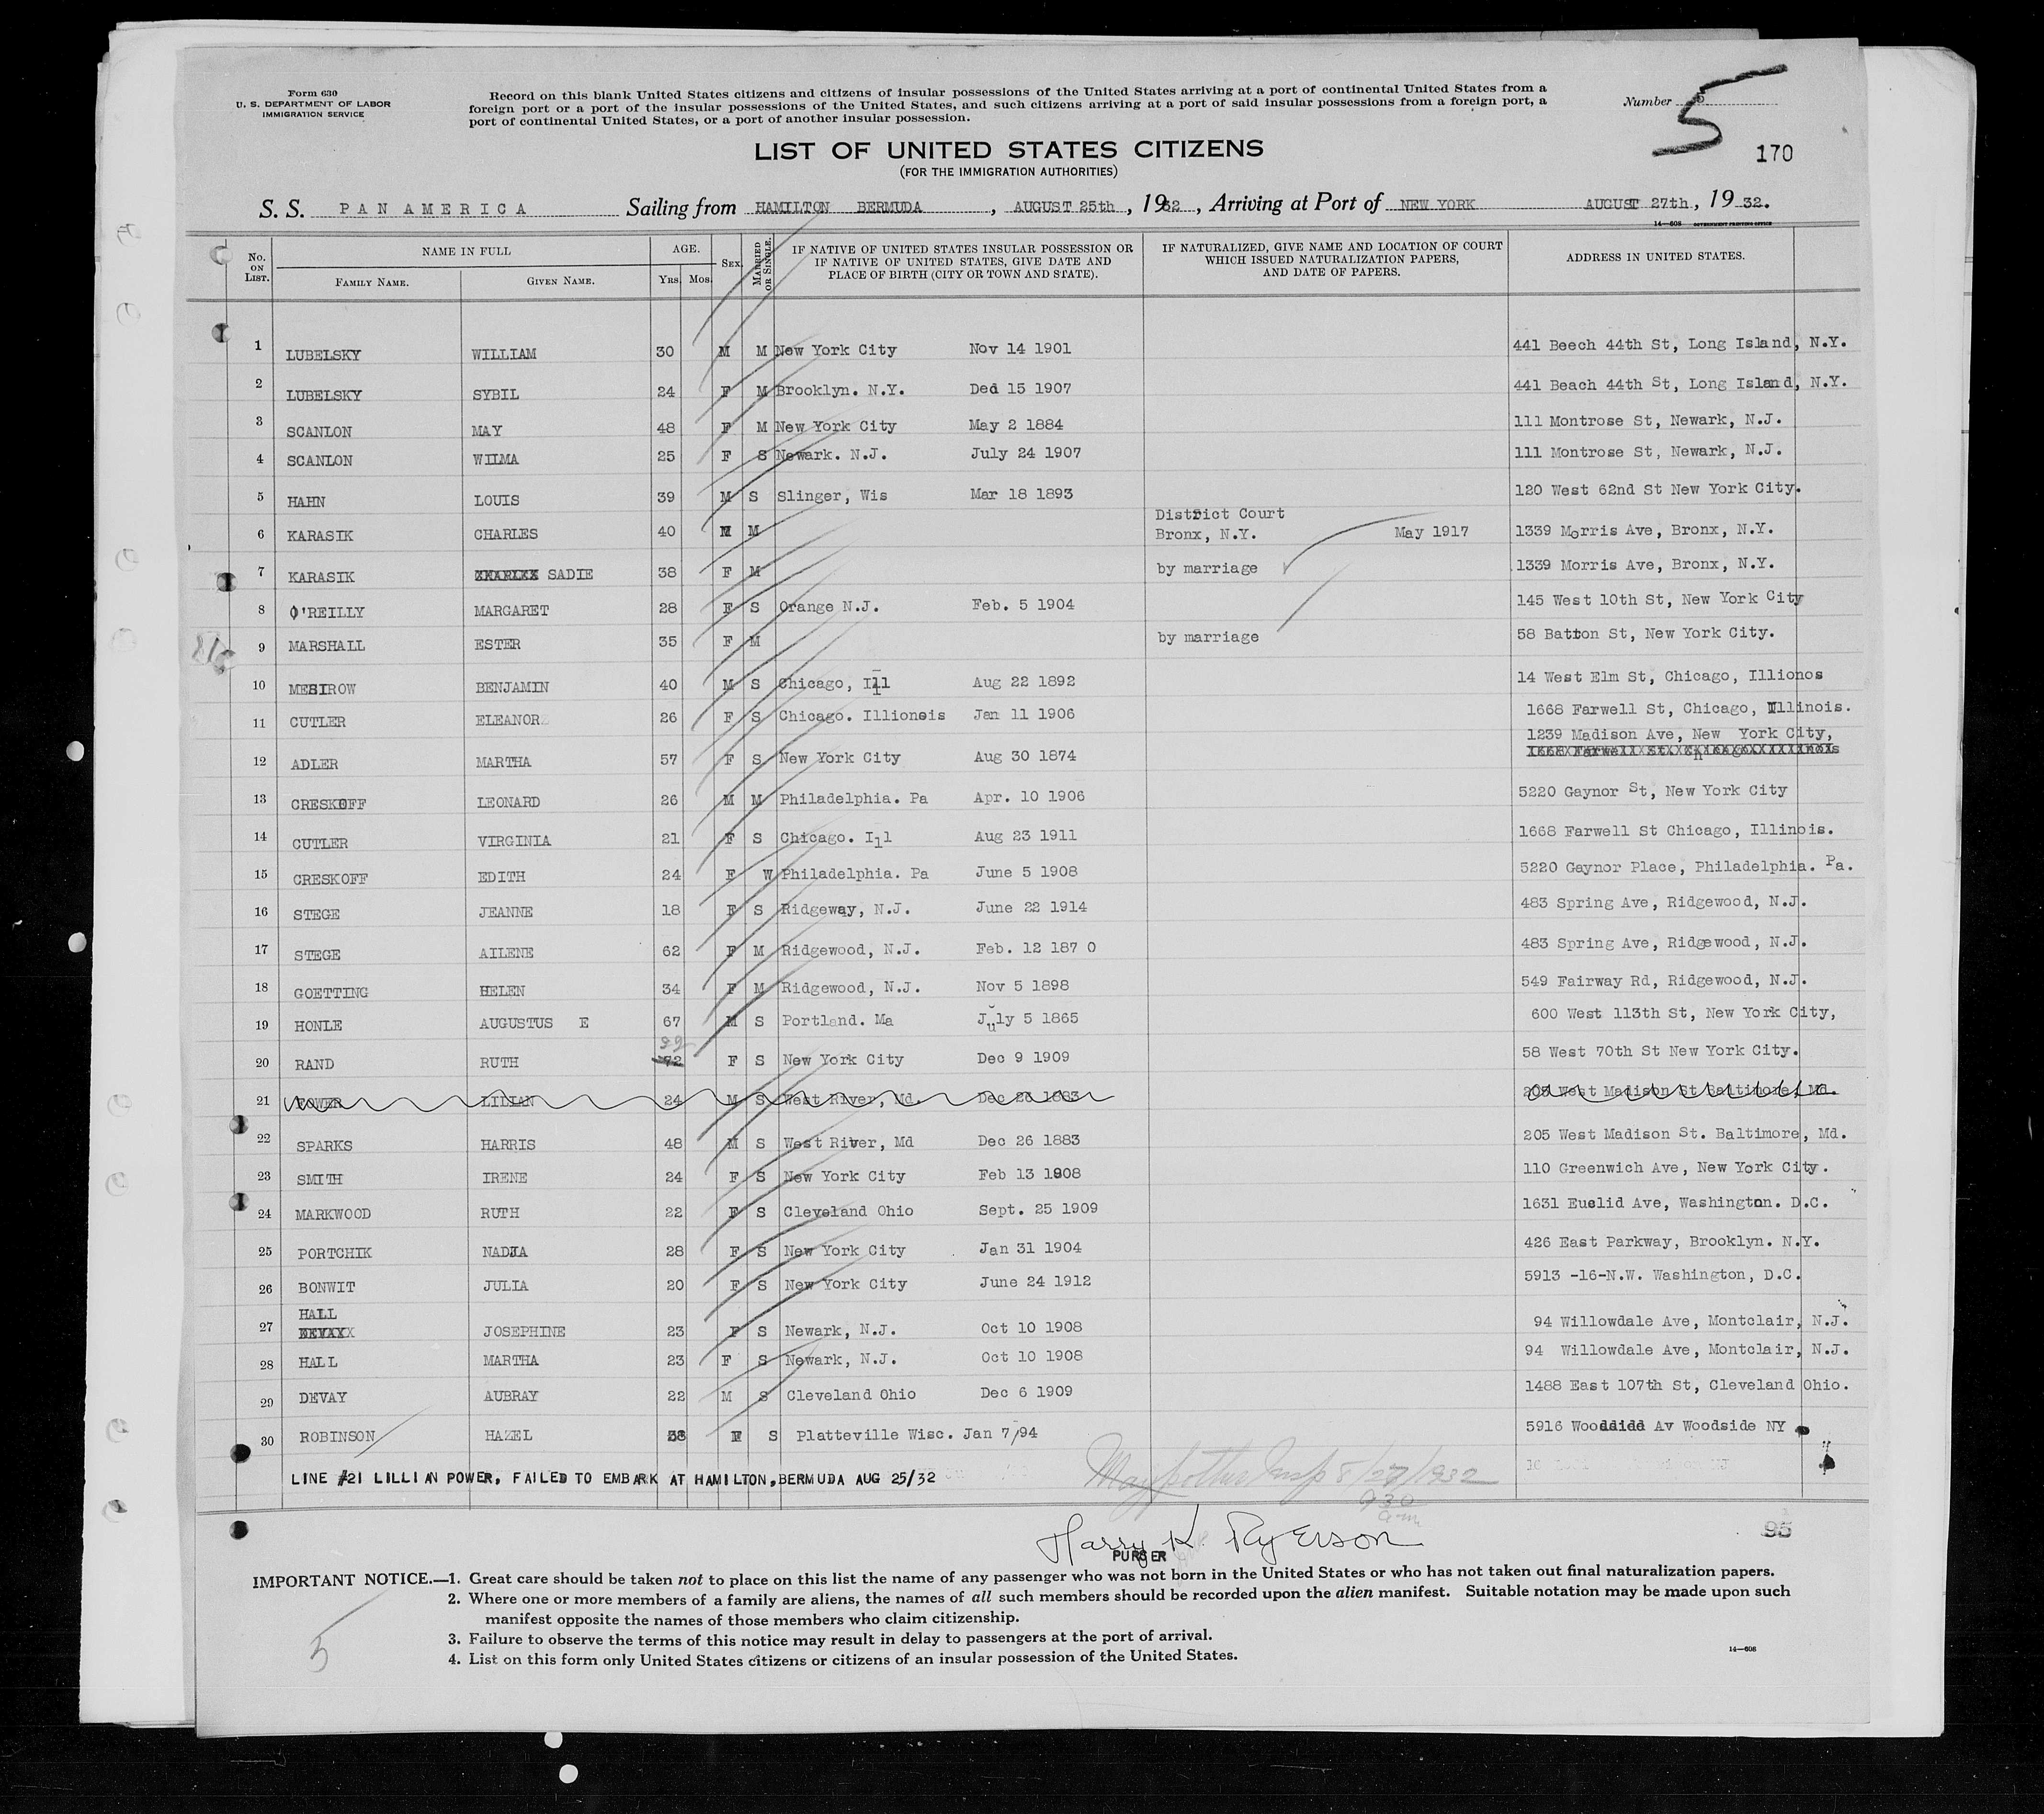 Form 630
U. S. DEPARTMENT OF LABOR
IMMIGRATION SERVICE
Record on this blank United States citizens and citizens of insular possessions of the United States arriving at a port of continental United States from a
foreign port or a port of the insular possessions of the United States, and such citizens arriving at a port of said insular possessions from a foreign port, a
port of continental United States, or a port of another insular possession.
Number 5
170
LIST OF UNITED STATES CITIZENS
(FOR THE IMMIGRATION AUTHORITIES)
S. S. PAN AMERICA Sailing from HAMILTON BERMUDA, AUGUST 25th, 1932, Arriving at Port of NEW YORK AUGUST 27th, 19 32.
14—608 GOVERNMENT PRINTING OFFICE
No. ON LIST. NAME IN FULL FAMILY NAME. GIVEN NAME. AGE. YRS. MOS. SEX. MARRIED OR SINGLE. IF NATIVE OF UNITED STATES INSULAR POSSESSION OR IF NATIVE OF UNITED STATES, GIVE DATE AND PLACE OF BIRTH (CITY OR TOWN AND STATE). IF NATURALIZED, GIVE NAME AND LOCATION OF COURT WHICH ISSUED NATURALIZATION PAPERS, AND DATE OF PAPERS. ADDRESS IN UNITED STATES.
1 LUBELSKY WILLIAM 30 M M New York City Nov 14 1901 441 Beech 44th St, Long Island, N.Y.
2 LUBELSKY SYBIL 24 F M Brooklyn. N.Y. Ded 15 1907 441 Beach 44th St, Long Island, N.Y.
3 SCANLON MAY 48 F M New York City May 2 1884 111 Montrose St, Newark, N.J.
4 SCANLON WILMA 25 F S Newark. N.J. July 24 1907 111 Montrose St, Newark, N.J.
5 HAHN LOUIS 39 M S Slinger, Wis Mar 18 1893 120 West 62nd St New York City.
6 KARASIK CHARLES 40 M M District Court Bronx, N.Y. May 1917 1339 Morris Ave, Bronx, N.Y.
7 KARASIK SADIE 38 F M by marriage 1339 Morris Ave, Bronx, N.Y.
8 O'REILLY MARGARET 28 F S Orange N.J. Feb. 5 1904 145 West 10th St, New York City
9 MARSHALL ESTER 35 F M by marriage 58 Batton St, New York City.
10 MESIROW BENJAMIN 40 M S Chicago, Ill Aug 22 1892 14 West Elm St, Chicago, Illionos
11 CUTLER ELEANOR 26 F S Chicago. Illioneis Jan 11 1906 1668 Farwell St, Chicago, Illinois.
12 ADLER MARTHA 57 F S New York City Aug 30 1874 1239 Madison Ave, New York City,
1668 Farwell St. Chicago
13 CRESKOFF LEONARD 26 M M Philadelphia. Pa Apr. 10 1906 5220 Gaynor St, New York City
14 CUTLER VIRGINIA 21 F S Chicago. Ill Aug 23 1911 1668 Farwell St Chicago, Illinois.
15 CRESKOFF EDITH 24 F W Philadelphia. Pa June 5 1908 5220 Gaynor Place, Philadelphia. Pa.
16 STEGE JEANNE 18 F S Ridgeway, N.J. June 22 1914 483 Spring Ave, Ridgewood, N.J.
17 STEGE AILENE 62 F M Ridgewood, N.J. Feb. 12 187 0 483 Spring Ave, Ridgewood, N.J.
18 GOETTING HELEN 34 F M Ridgewood, N.J. Nov 5 1898 549 Fairway Rd, Ridgewood, N.J.
19 HONLE AUGUSTUS E 67 M S Portland. Ma July 5 1865 600 West 113th St, New York City,
20 RAND RUTH 72 22 F S New York City Dec 9 1909 58 West 70th St New York City.
21 POWER LILIAN 24 M S West River, Md. Dec 26 1883 205 West Madison St Baltimore, Md.
22 SPARKS HARRIS 48 M S West River, Md Dec 26 1883 205 West Madison St. Baltimore, Md.
23 SMITH IRENE 24 F S New York City Feb 13 1908 110 Greenwich Ave, New York City.
24 MARKWOOD RUTH 22 F S Cleveland Ohio Sept. 25 1909 1631 Euclid Ave, Washington. D.C.
25 PORTCHIK NADJA 28 F S New York City Jan 31 1904 426 East Parkway, Brooklyn. N.Y.
26 BONWIT JULIA 20 F S New York City June 24 1912 5913 -16-N.W. Washington, D.C.
27 HALL JOSEPHINE 23 F S Newark, N.J. Oct 10 1908 94 Willowdale Ave, Montclair, N.J.
28 HALL MARTHA 23 F S Newark, N.J. Oct 10 1908 94 Willowdale Ave, Montclair, N.J.
29 DEVAY AUBRAY 22 M S Cleveland Ohio Dec 6 1909 1488 East 107th St, Cleveland Ohio.
30 ROBINSON HAZEL 38 F S Platteville Wisc. Jan 7/94 5916 Wooddidd Av Woodside NY
LINE #21 LILLIAN POWER, FAILED TO EMBARK AT HAMILTON, BERMUDA AUG 25/32
Insp 8/27/1932
930 am
Harry K. Ryerson
PURSER
95
IMPORTANT NOTICE.—1. Great care should be taken not to place on this list the name of any passenger who was not born in the United States or who has not taken out final naturalization papers.
2. Where one or more members of a family are aliens, the names of all such members should be recorded upon the alien manifest. Suitable notation may be made upon such
manifest opposite the names of those members who claim citizenship.
3. Failure to observe the terms of this notice may result in delay to passengers at the port of arrival.
4. List on this form only United States citizens or citizens of an insular possession of the United States.
14—608
5